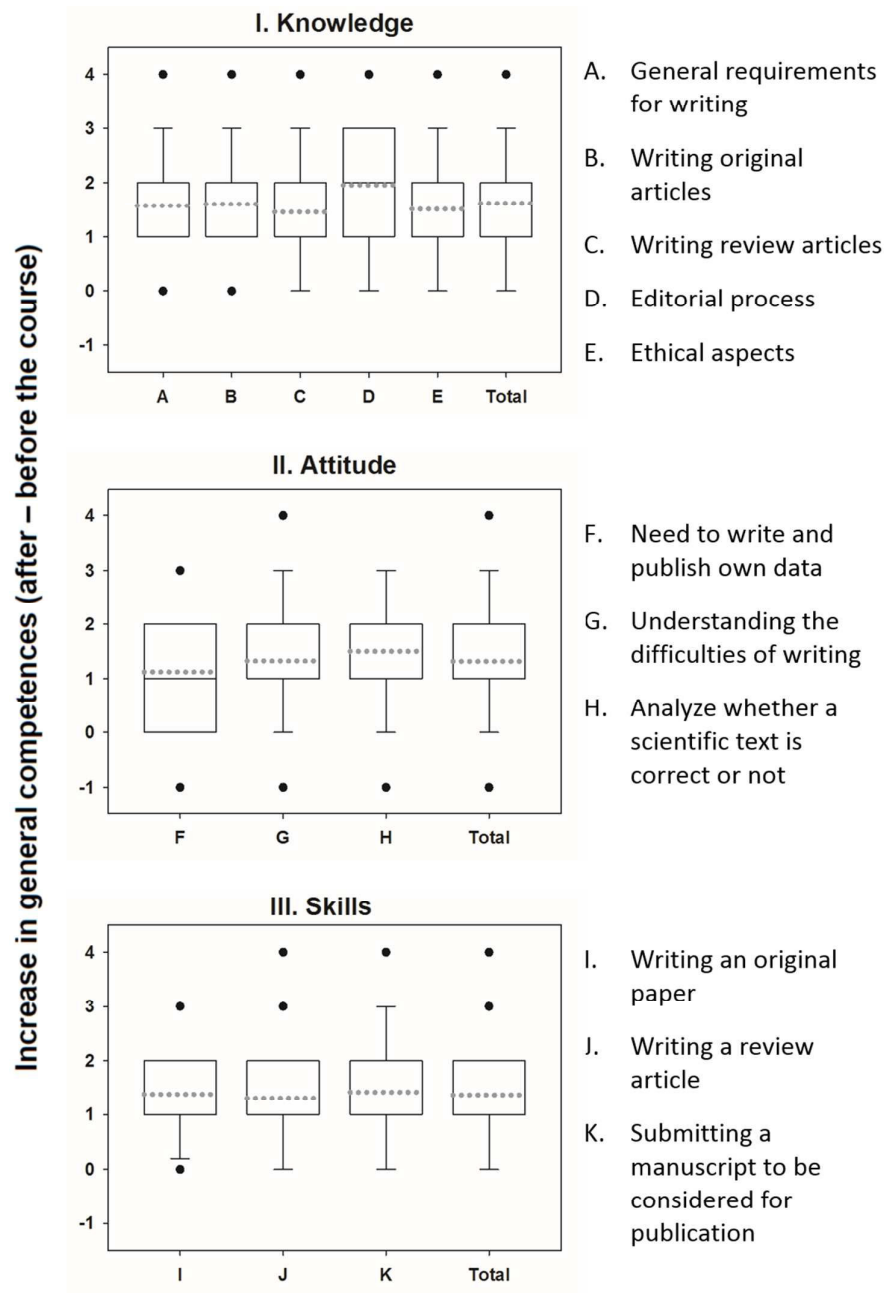 Increase in general competences (after – before the course)
I. Knowledge
4
3
2
1
0
-1
A B C D E Total
A. General requirements
for writing
B. Writing original
articles
C. Writing review articles
D. Editorial process
E. Ethical aspects
II. Attitude
4
3
2
1
0
-1
F G H Total
F. Need to write and
publish own data
G. Understanding the
difficulties of writing
H. Analyze whether a
scientific text is
correct or not
III. Skills
4
3
2
1
0
-1
I J K Total
I. Writing an original
paper
J. Writing a review
article
K. Submitting a
manuscript to be
considered for
publication